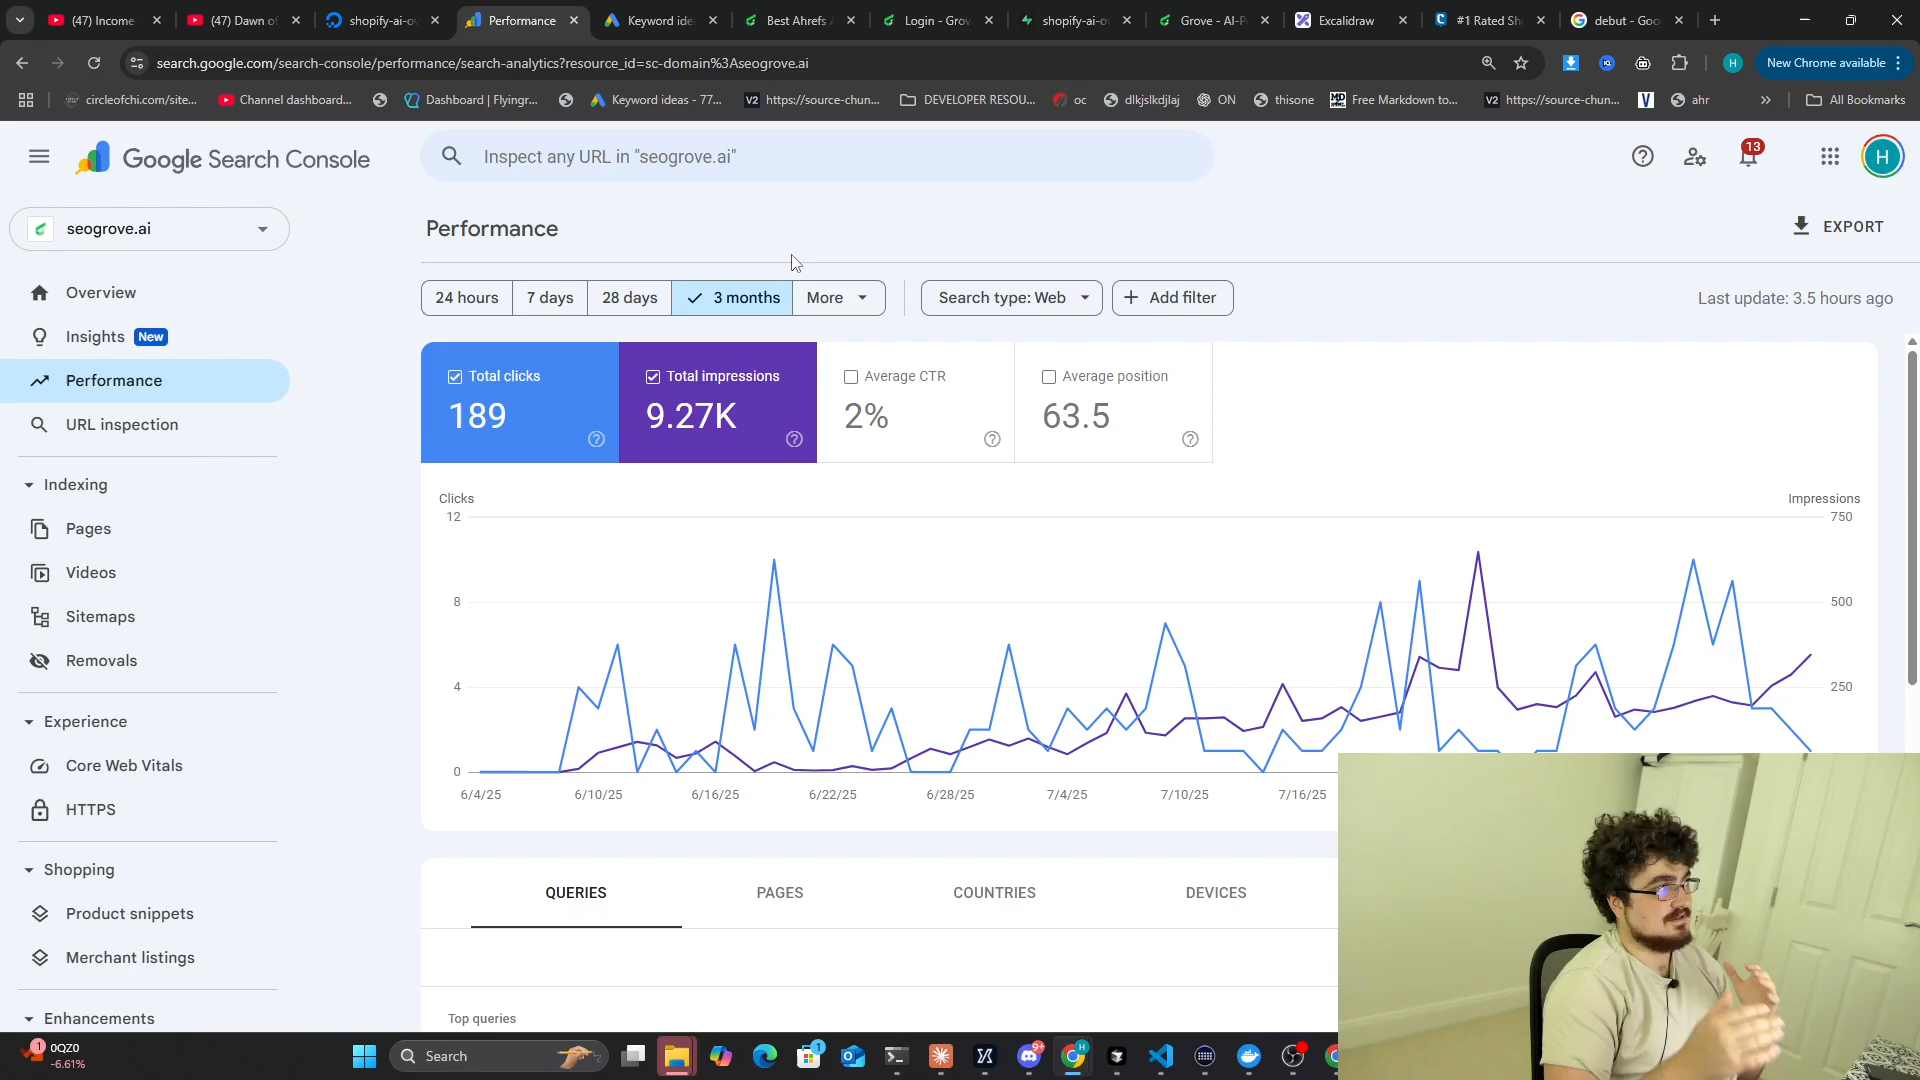 (47) Income
(47) Dawn of
shopify-ai-o
Performance
Keyword ide
Best Ahrefs
Login - Grov
shopify-ai-o
Grove - AI-P
Excalidraw
#1 Rated Sh
debut - Goo
search.google.com/search-console/performance/search-analytics?resource_id=sc-domain%3Aseogrove.ai
H
New Chrome available
circleofchi.com/site...
Channel dashboard...
Dashboard | Flyingr...
Keyword ideas - 77...
V2 https://source-chun...
DEVELOPER RESOU...
oc
dlkjslkdjlaj
ON
thisone
Free Markdown to...
V2 https://source-chun...
V
ahr
All Bookmarks
Google Search Console
Inspect any URL in "seogrove.ai"
13
H
seogrove.ai
Performance
EXPORT
24 hours
7 days
28 days
3 months
More
Search type: Web
Add filter
Last update: 3.5 hours ago
Overview
Insights New
Performance
URL inspection
Indexing
Pages
Videos
Sitemaps
Removals
Experience
Core Web Vitals
HTTPS
Shopping
Product snippets
Merchant listings
Enhancements
Total clicks
189
Total impressions
9.27K
Average CTR
2%
Average position
63.5
Clicks
Impressions
12
750
8
500
4
250
0
6/4/25
6/10/25
6/16/25
6/22/25
6/28/25
7/4/25
7/10/25
7/16/25
QUERIES
PAGES
COUNTRIES
DEVICES
Top queries
1
0QZ0
-6.61%
Search
1
9+
H